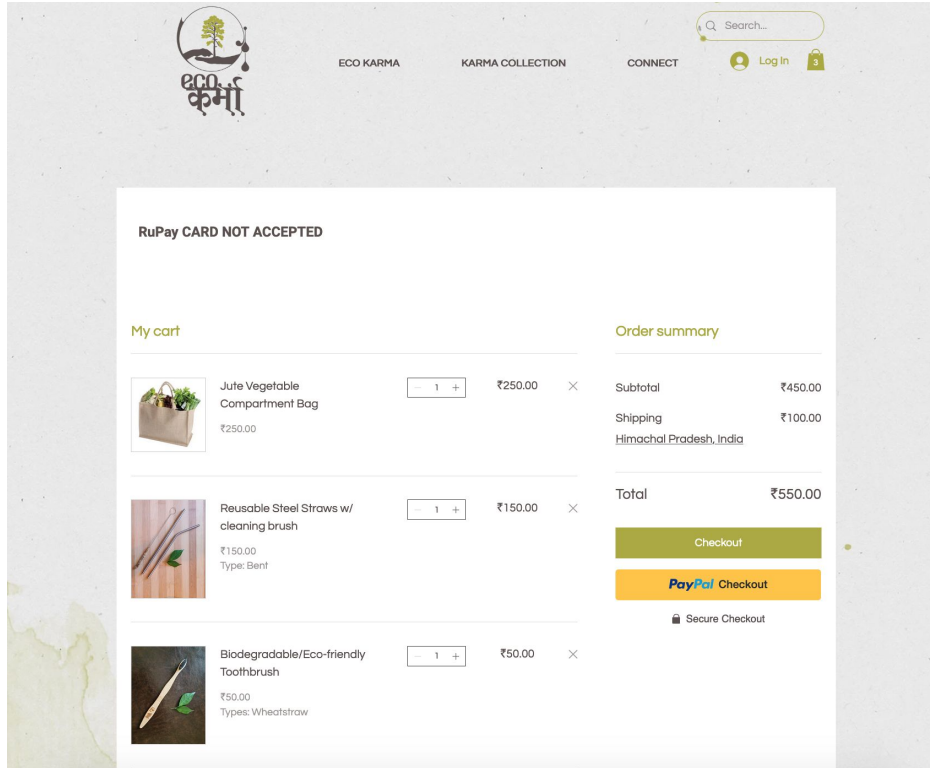 eco
कर्मा
ECO KARMA
KARMA COLLECTION
CONNECT
Search...
Log In
3
RuPay CARD NOT ACCEPTED
My cart
Jute Vegetable
Compartment Bag
₹250.00
- 1 +
₹250.00
Reusable Steel Straws w/
cleaning brush
₹150.00
Type: Bent
- 1 +
₹150.00
Biodegradable/Eco-friendly
Toothbrush
₹50.00
Types: Wheatstraw
- 1 +
₹50.00
Order summary
Subtotal ₹450.00
Shipping ₹100.00
Himachal Pradesh, India
Total ₹550.00
Checkout
PayPal Checkout
Secure Checkout